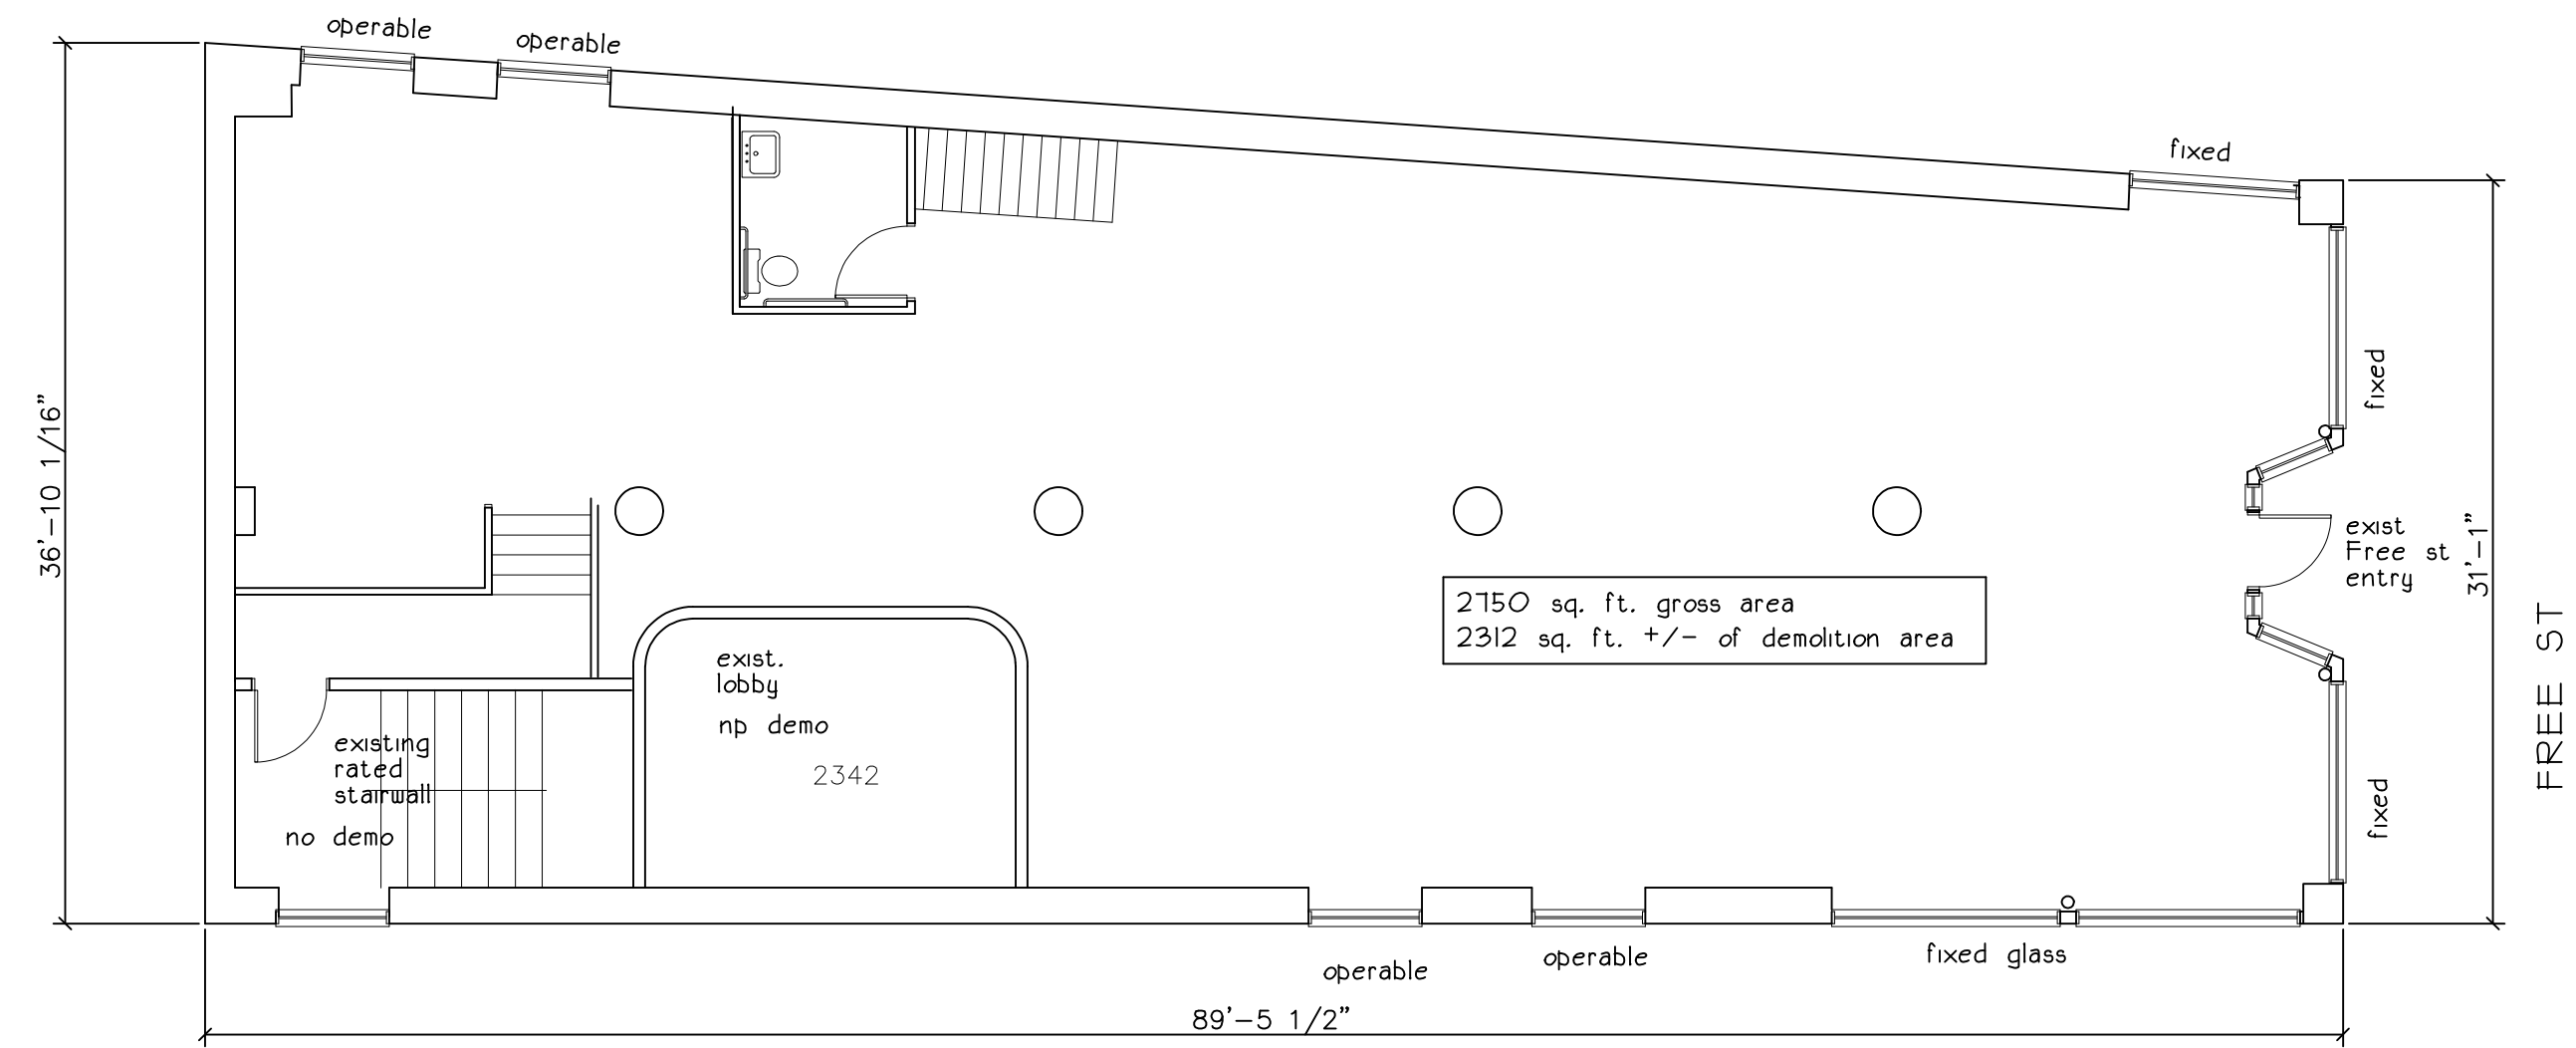 operable
operable
fixed
36'-10 1/16"
fixed
exist
Free st
entry
31'-1"
FREE ST
2750 sq. ft. gross area
2312 sq. ft. +/- of demolition area
exist.
lobby
np demo
2342
existing
rated
stairwall
no demo
fixed
operable
operable
fixed glass
89'-5 1/2"